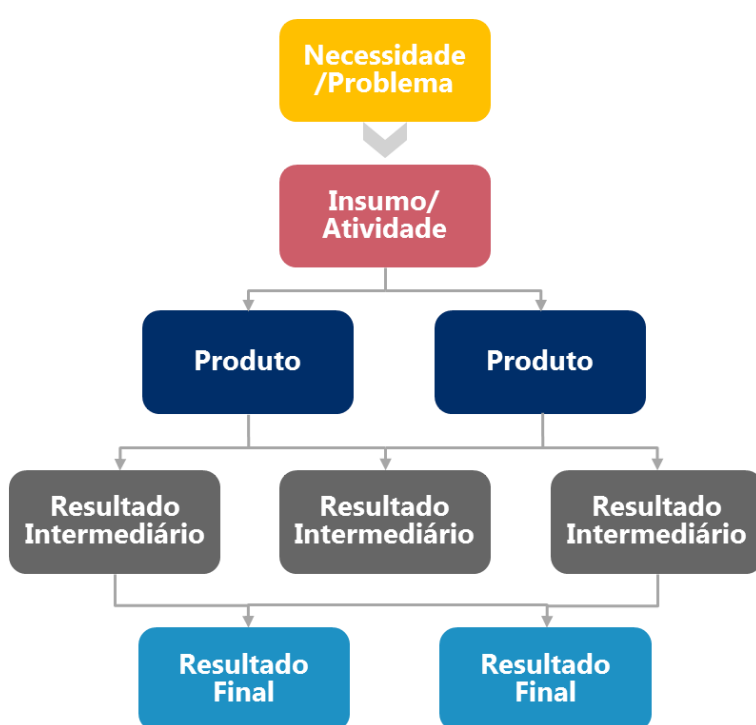 Necessidade
/Problema
Insumo/
Atividade
Produto
Produto
Resultado
Intermediário
Resultado
Intermediário
Resultado
Intermediário
Resultado
Final
Resultado
Final